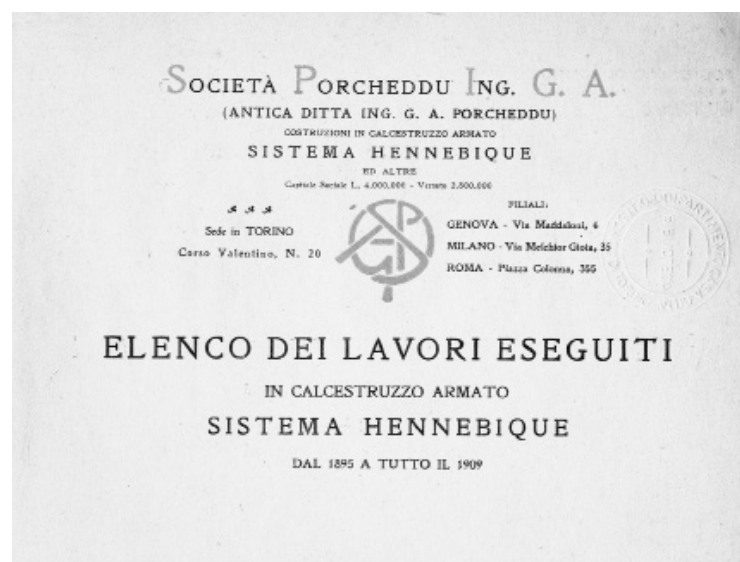 SOCIETÀ PORCHEDDU ING. G. A.
(ANTICA DITTA ING. G. A. PORCHEDDU)
COSTRUZIONI IN CALCESTRUZZO ARMATO
SISTEMA HENNEBIQUE
ED ALTRE
Capitale Sociale L. 4.000.000 - Versato 2.800.000
Sede in TORINO
Corso Valentino, N. 20
FILIALI:
GENOVA - Via Maddaloni, 4
MILANO - Via Melchior Gioia, 35
ROMA - Piazza Colonna, 355
ELENCO DEI LAVORI ESEGUITI
IN CALCESTRUZZO ARMATO
SISTEMA HENNEBIQUE
DAL 1895 A TUTTO IL 1909